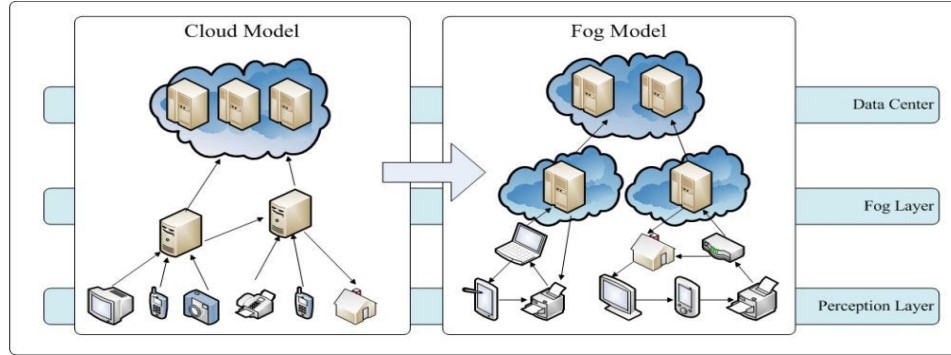 Cloud Model
Fog Model
Data Center
Fog Layer
Perception Layer